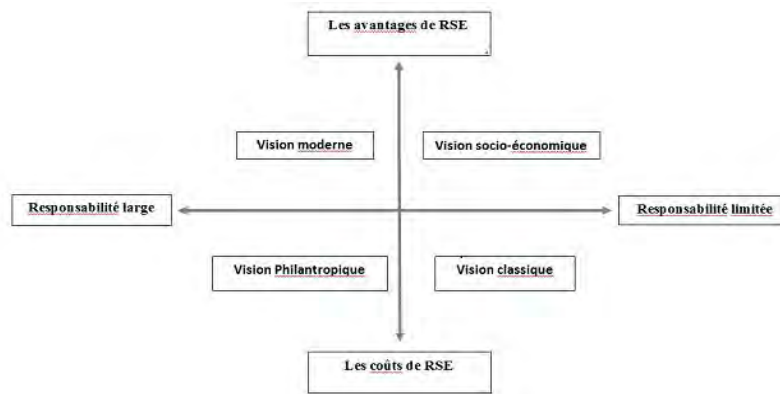 Les avantages de RSE
Vision moderne
Vision socio-économique
Responsabilité large
Responsabilité limitée
Vision Philantropique
Vision classique
Les coûts de RSE